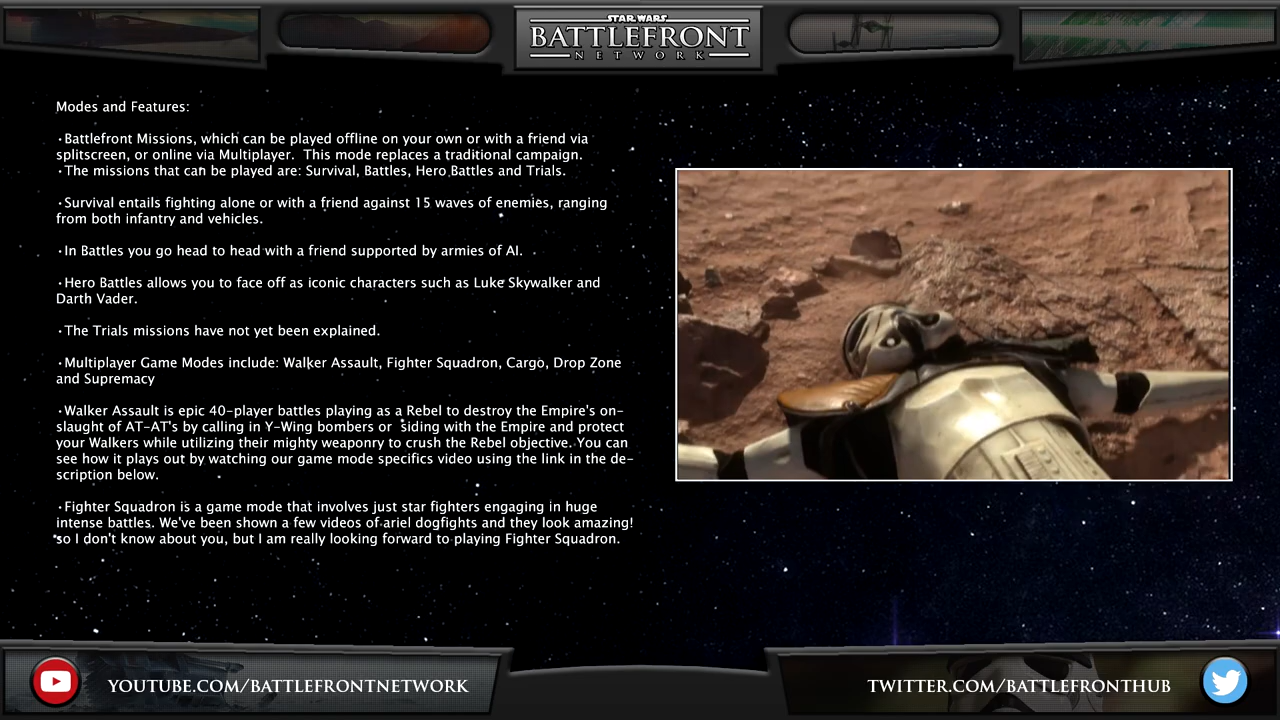 STAR WARS
BATTLEFRONT
NETWORK
Modes and Features:
•Battlefront Missions, which can be played offline on your own or with a friend via
splitscreen, or online via Multiplayer.  This mode replaces a traditional campaign.
•The missions that can be played are: Survival, Battles, Hero Battles and Trials.
•Survival entails fighting alone or with a friend against 15 waves of enemies, ranging
from both infantry and vehicles.
•In Battles you go head to head with a friend supported by armies of AI.
•Hero Battles allows you to face off as iconic characters such as Luke Skywalker and
Darth Vader.
•The Trials missions have not yet been explained.
•Multiplayer Game Modes include: Walker Assault, Fighter Squadron, Cargo, Drop Zone
and Supremacy
•Walker Assault is epic 40-player battles playing as a Rebel to destroy the Empire's on-
slaught of AT-AT's by calling in Y-Wing bombers or  siding with the Empire and protect
your Walkers while utilizing their mighty weaponry to crush the Rebel objective. You can
see how it plays out by watching our game mode specifics video using the link in the de-
scription below.
•Fighter Squadron is a game mode that involves just star fighters engaging in huge
intense battles. We've been shown a few videos of ariel dogfights and they look amazing!
so I don't know about you, but I am really looking forward to playing Fighter Squadron.
YOUTUBE.COM/BATTLEFRONTNETWORK
TWITTER.COM/BATTLEFRONTHUB